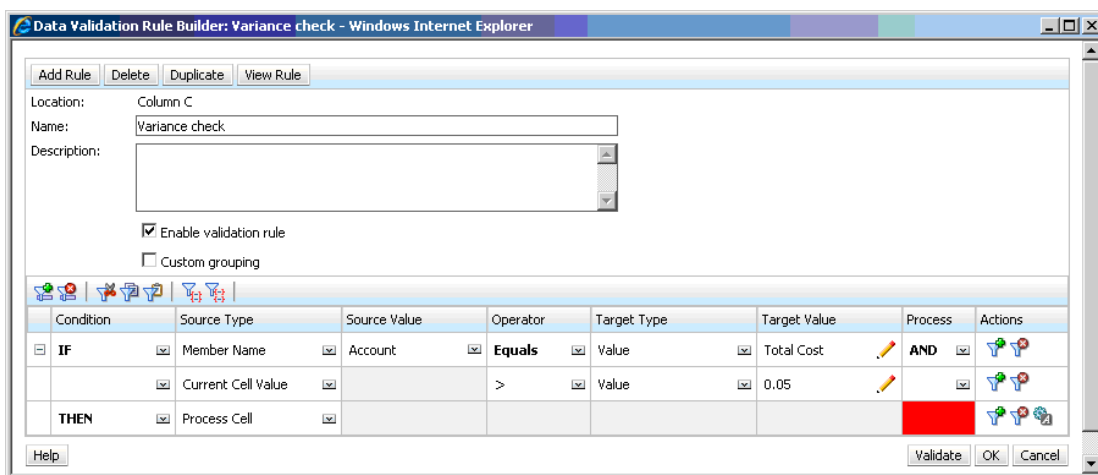 Data Validation Rule Builder: Variance check - Windows Internet Explorer
Add Rule Delete Duplicate View Rule
Location: Column C
Name: Variance check
Description:
Enable validation rule
Custom grouping
Condition Source Type Source Value Operator Target Type Target Value Process Actions
IF Member Name Account Equals Value Total Cost AND
Current Cell Value > Value 0.05
THEN Process Cell
Help Validate OK Cancel